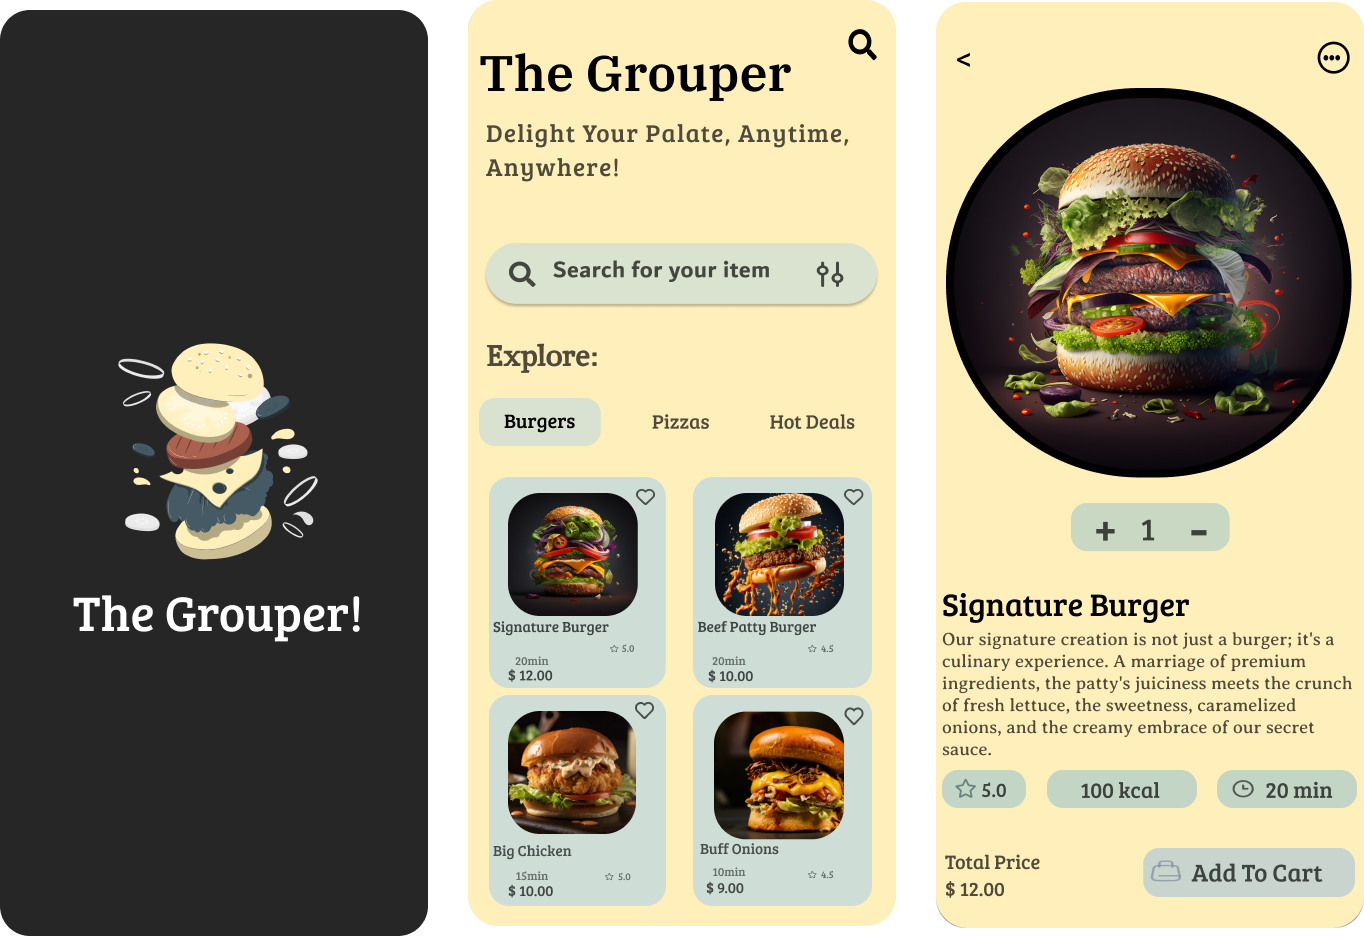 The Grouper!
The Grouper
Delight Your Palate, Anytime,
Anywhere!
Search for your item
Explore:
Burgers Pizzas Hot Deals
Signature Burger
5.0
20min
$ 12.00
Beef Patty Burger
4.5
20min
$ 10.00
Big Chicken
15min
5.0
$ 10.00
Buff Onions
10min
4.5
$ 9.00
<
+ 1 -
Signature Burger
Our signature creation is not just a burger; it's a
culinary experience. A marriage of premium
ingredients, the patty's juiciness meets the crunch
of fresh lettuce, the sweetness, caramelized
onions, and the creamy embrace of our secret
sauce.
5.0 100 kcal 20 min
Total Price
$ 12.00
Add To Cart